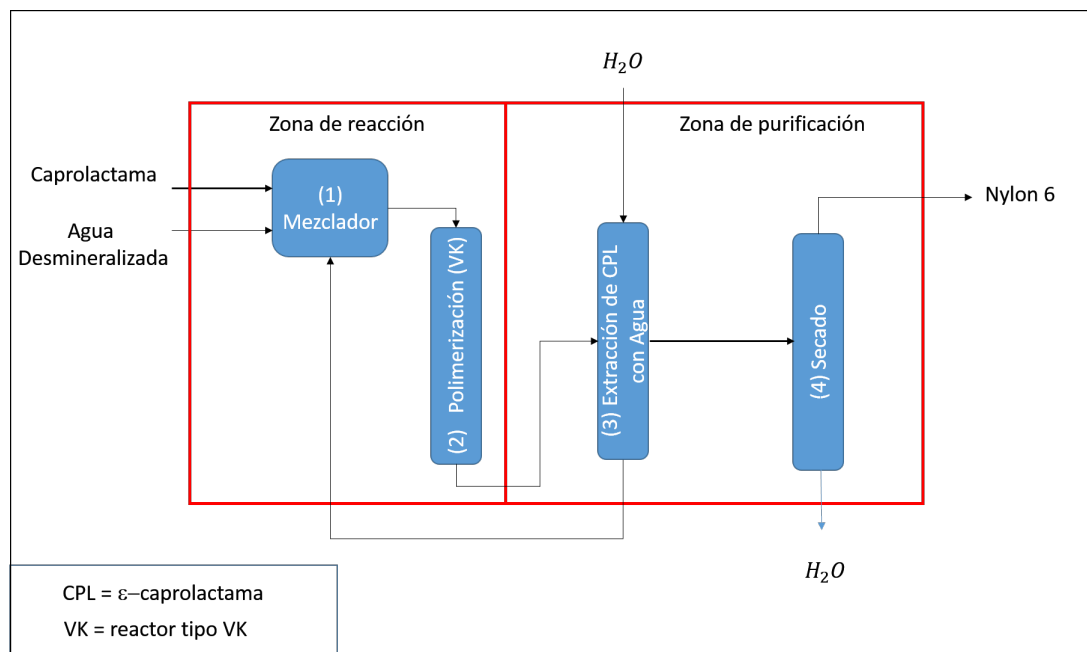 H₂O
Zona de reacción
Zona de purificación
Caprolactama
Agua
Desmineralizada
(1)
Mezclador
(2) Polimerización (VK)
(3) Extracción de CPL
con Agua
(4) Secado
Nylon 6
H₂O
CPL = ε−caprolactama
VK = reactor tipo VK